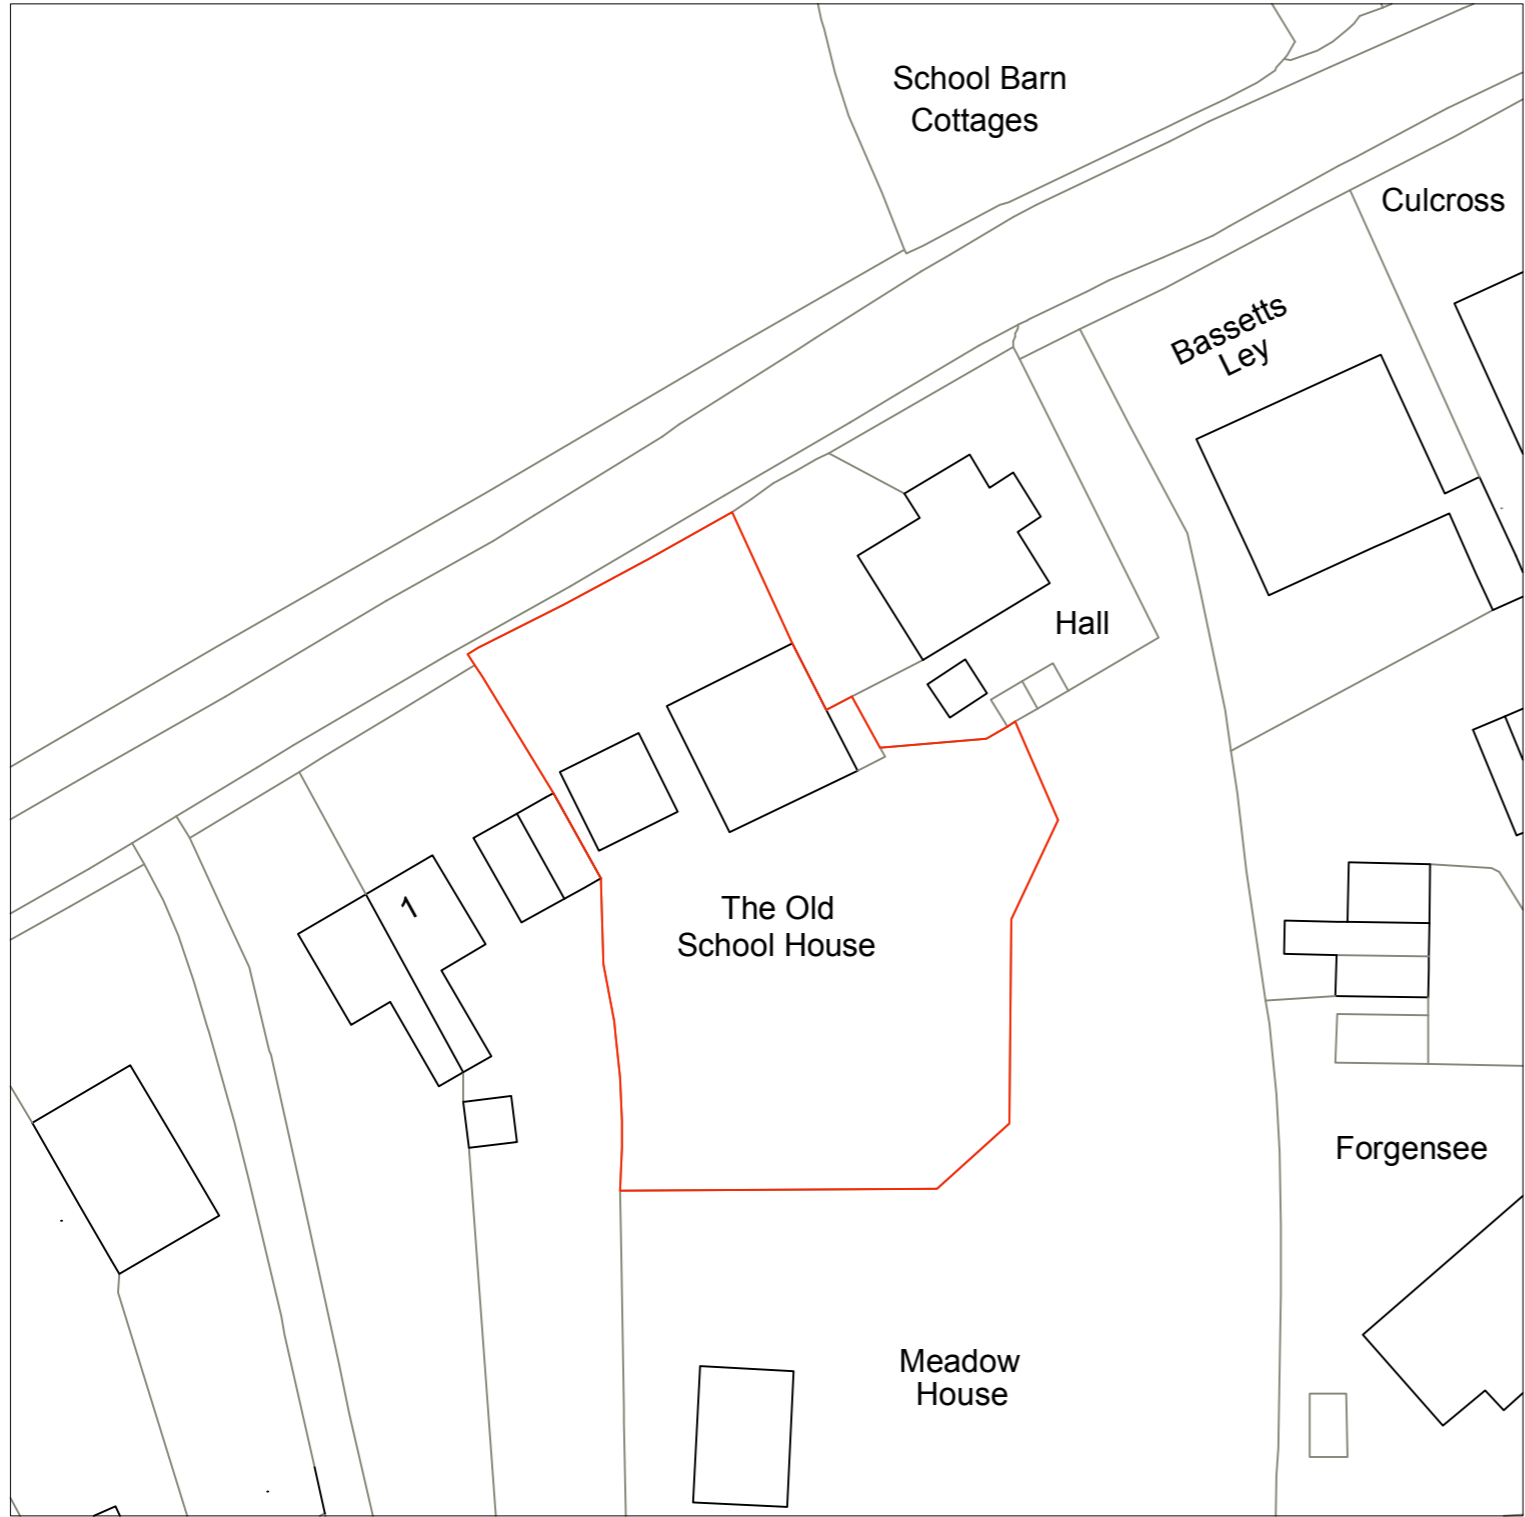 School Barn
Cottages
Culcross
Bassetts
Ley
Hall
1
The Old
School House
Forgensee
Meadow
House